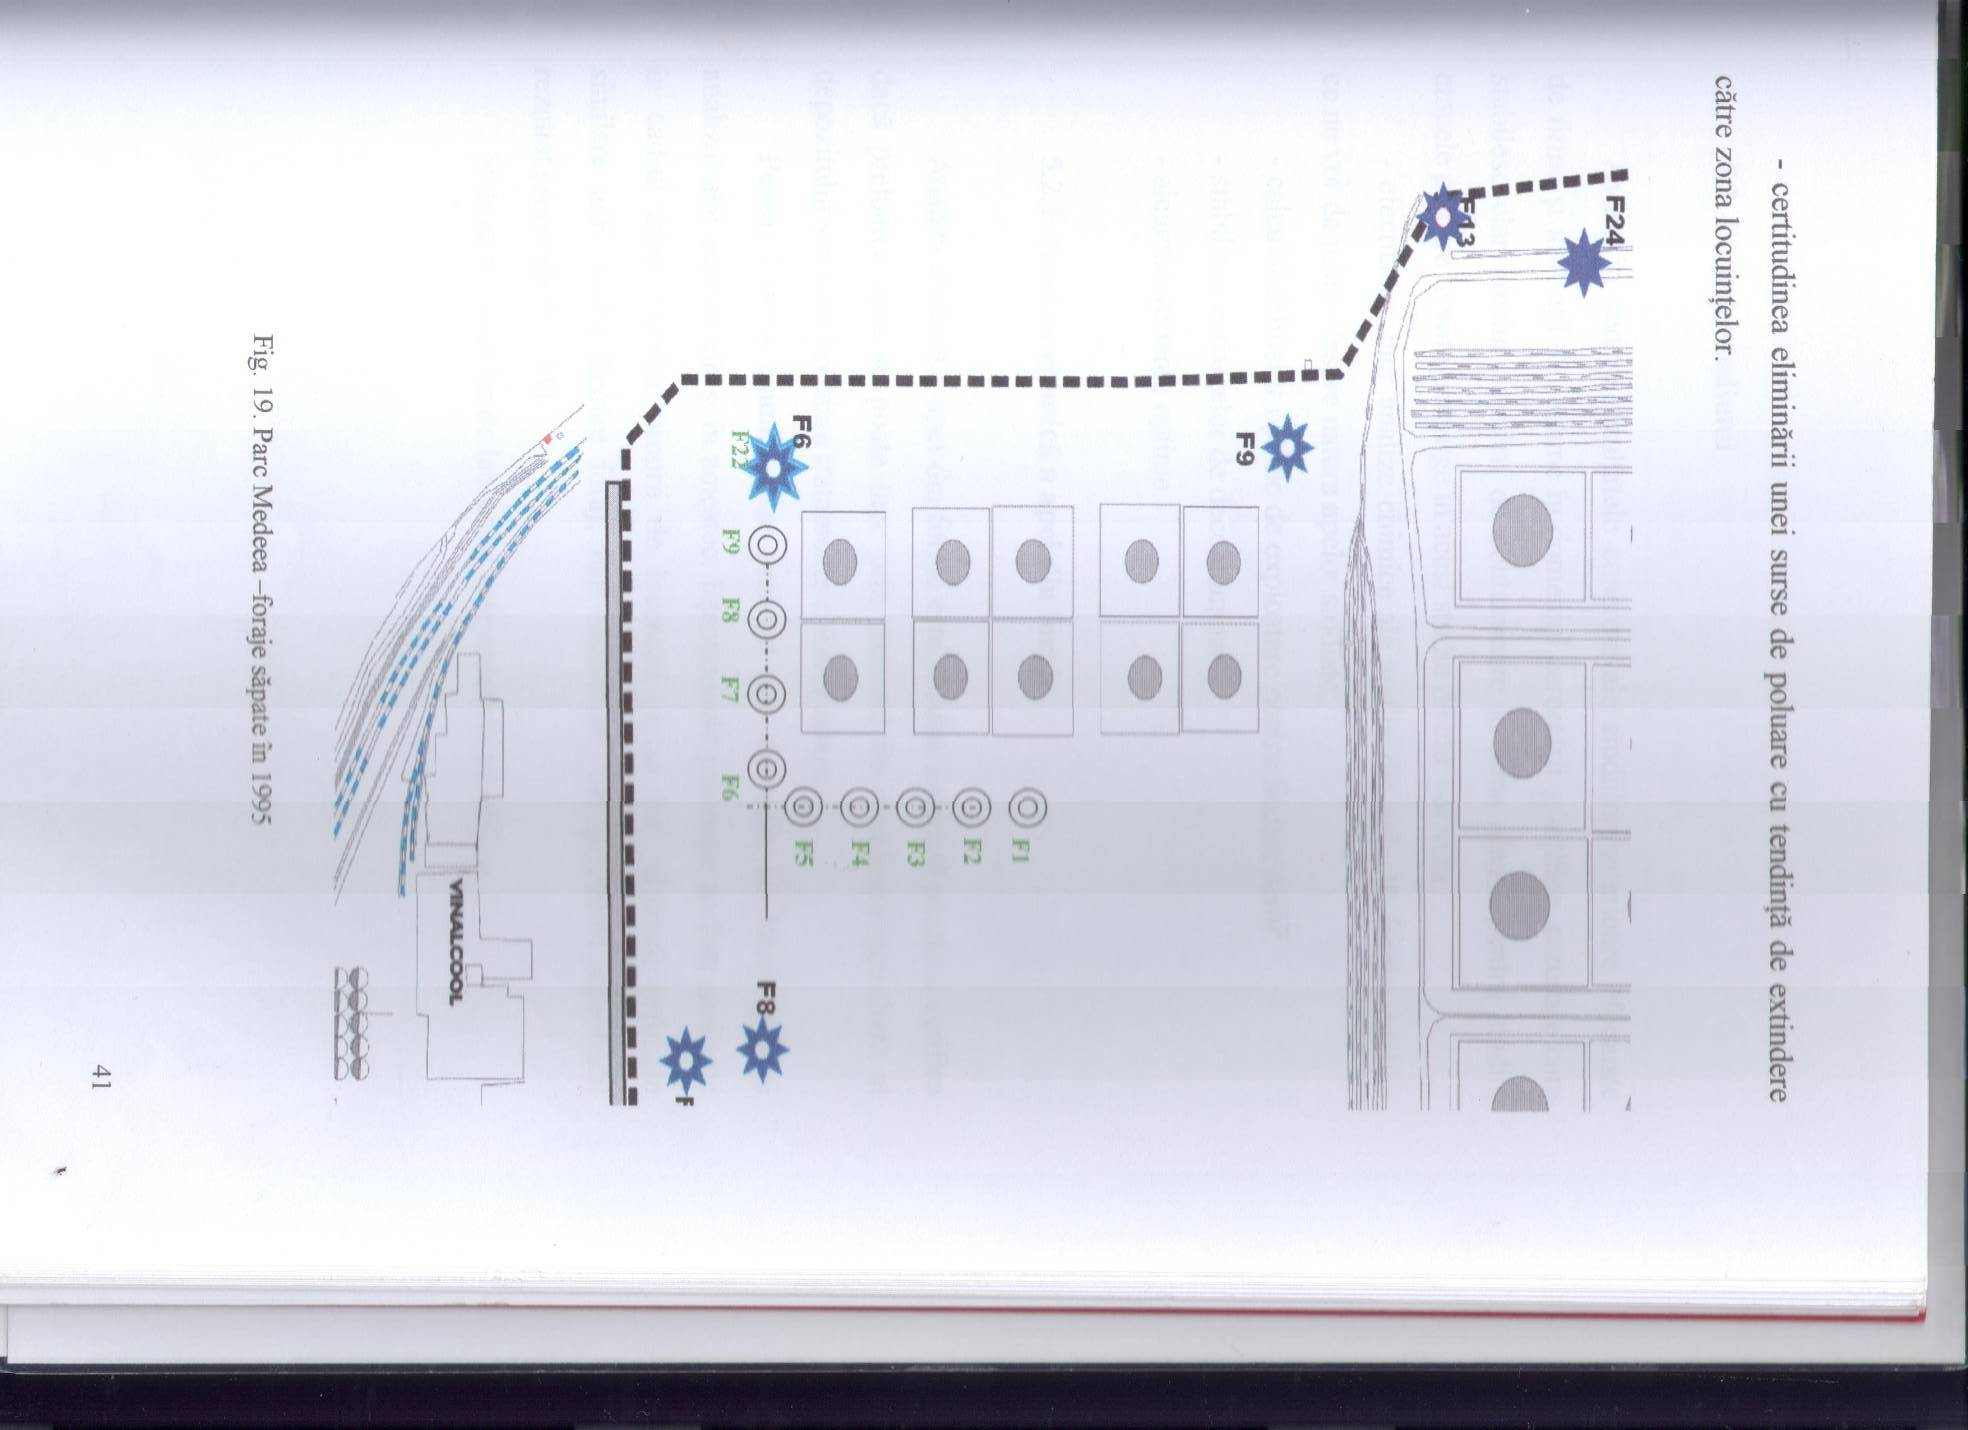 - certitudinea eliminării unei surse de poluare cu tendință de extindere
către zona locuințelor.
F24
F13
F9
F6
F22
F9
F8
F7
F6
F1
F2
F3
F4
F5
F8
F
VINALCOOL
Fig. 19. Parc Medeea –foraje săpate în 1995
41